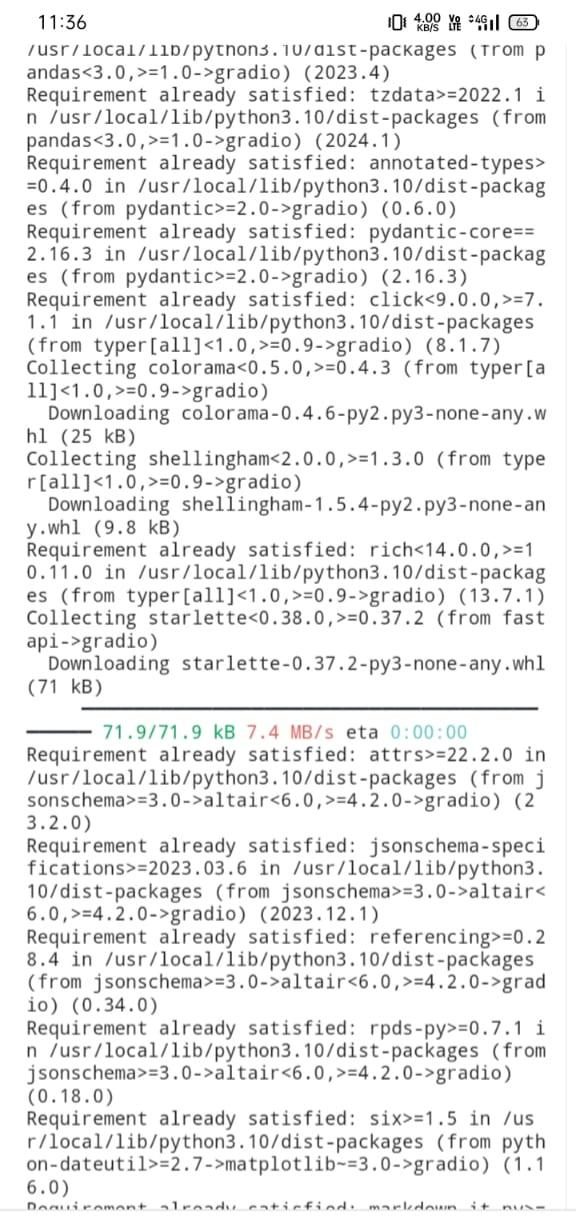 11:36
4.00 KB/S Vo LTE 4G 63
/usr/local/lib/python3.10/dist-packages (from p
andas<3.0,>=1.0->gradio) (2023.4)
Requirement already satisfied: tzdata>=2022.1 i
n /usr/local/lib/python3.10/dist-packages (from
pandas<3.0,>=1.0->gradio) (2024.1)
Requirement already satisfied: annotated-types>
=0.4.0 in /usr/local/lib/python3.10/dist-packag
es (from pydantic>=2.0->gradio) (0.6.0)
Requirement already satisfied: pydantic-core==
2.16.3 in /usr/local/lib/python3.10/dist-packag
es (from pydantic>=2.0->gradio) (2.16.3)
Requirement already satisfied: click<9.0.0,>=7.
1.1 in /usr/local/lib/python3.10/dist-packages
(from typer[all]<1.0,>=0.9->gradio) (8.1.7)
Collecting colorama<0.5.0,>=0.4.3 (from typer[a
ll]<1.0,>=0.9->gradio)
Downloading colorama-0.4.6-py2.py3-none-any.w
hl (25 kB)
Collecting shellingham<2.0.0,>=1.3.0 (from type
r[all]<1.0,>=0.9->gradio)
Downloading shellingham-1.5.4-py2.py3-none-an
y.whl (9.8 kB)
Requirement already satisfied: rich<14.0.0,>=1
0.11.0 in /usr/local/lib/python3.10/dist-packag
es (from typer[all]<1.0,>=0.9->gradio) (13.7.1)
Collecting starlette<0.38.0,>=0.37.2 (from fast
api->gradio)
Downloading starlette-0.37.2-py3-none-any.whl
(71 kB)
71.9/71.9 kB 7.4 MB/s eta 0:00:00
Requirement already satisfied: attrs>=22.2.0 in
/usr/local/lib/python3.10/dist-packages (from j
sonschema>=3.0->altair<6.0,>=4.2.0->gradio) (2
3.2.0)
Requirement already satisfied: jsonschema-speci
fications>=2023.03.6 in /usr/local/lib/python3.
10/dist-packages (from jsonschema>=3.0->altair<
6.0,>=4.2.0->gradio) (2023.12.1)
Requirement already satisfied: referencing>=0.2
8.4 in /usr/local/lib/python3.10/dist-packages
(from jsonschema>=3.0->altair<6.0,>=4.2.0->grad
io) (0.34.0)
Requirement already satisfied: rpds-py>=0.7.1 i
n /usr/local/lib/python3.10/dist-packages (from
jsonschema>=3.0->altair<6.0,>=4.2.0->gradio)
(0.18.0)
Requirement already satisfied: six>=1.5 in /us
r/local/lib/python3.10/dist-packages (from pyth
on-dateutil>=2.7->matplotlib~=3.0->gradio) (1.1
6.0)
Requirement already satisfied: markdown-it-py>=